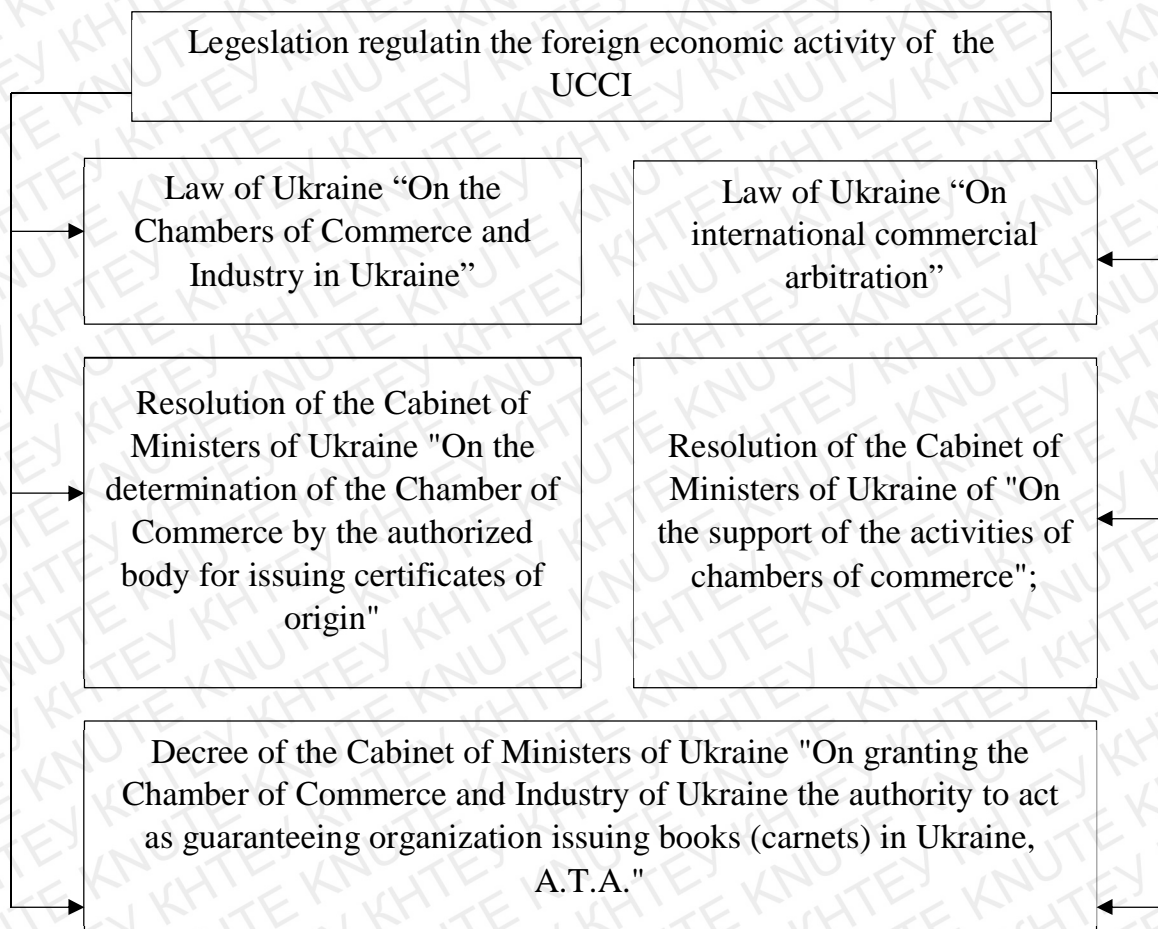 Legeslation regulatin the foreign economic activity of the
UCCI
Law of Ukraine “On the
Chambers of Commerce and
Industry in Ukraine”
Law of Ukraine “On
international commercial
arbitration”
Resolution of the Cabinet of
Ministers of Ukraine "On the
determination of the Chamber of
Commerce by the authorized
body for issuing certificates of
origin"
Resolution of the Cabinet of
Ministers of Ukraine of "On
the support of the activities of
chambers of commerce";
Decree of the Cabinet of Ministers of Ukraine "On granting the
Chamber of Commerce and Industry of Ukraine the authority to act
as guaranteeing organization issuing books (carnets) in Ukraine,
A.T.A."